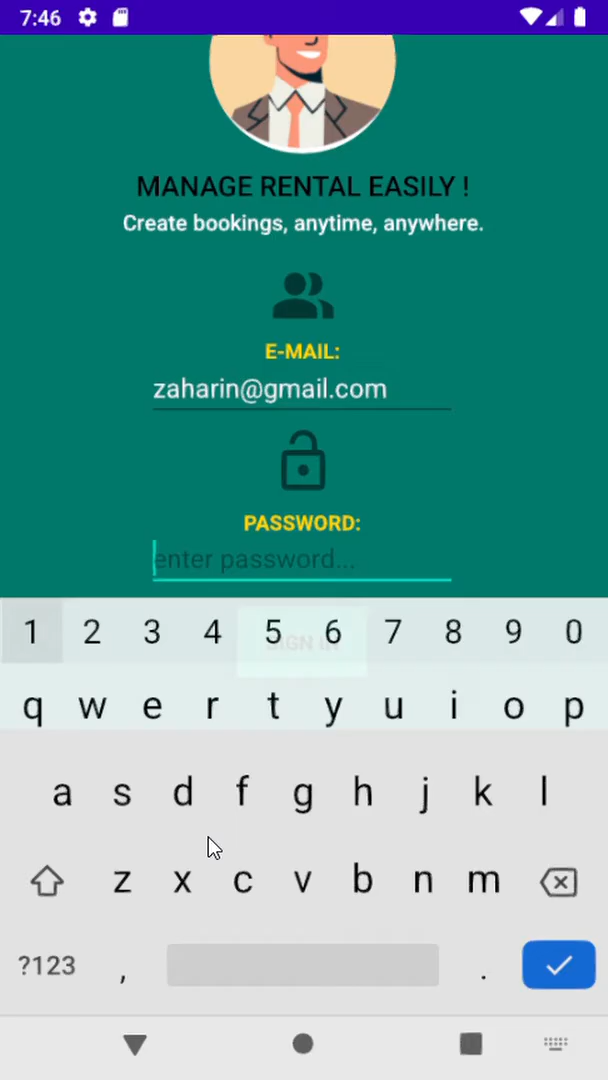 7:46
MANAGE RENTAL EASILY !
Create bookings, anytime, anywhere.
E-MAIL:
zaharin@gmail.com
PASSWORD:
enter password...
SIGN IN
1 2 3 4 5 6 7 8 9 0
q w e r t y u i o p
a s d f g h j k l
z x c v b n m
?123 , .